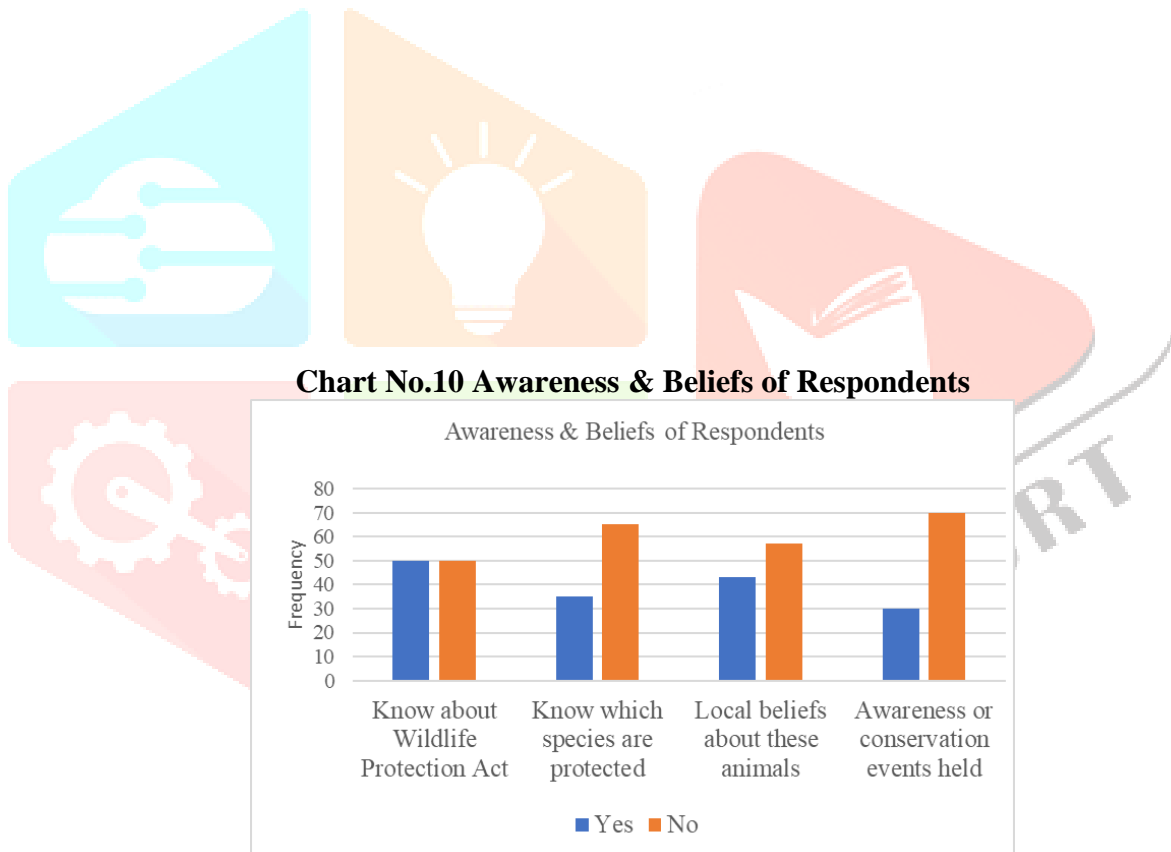 Chart No.10 Awareness & Beliefs of Respondents
Awareness & Beliefs of Respondents
Frequency
80
70
60
50
40
30
20
10
0
Know about Wildlife Protection Act
Know which species are protected
Local beliefs about these animals
Awareness or conservation events held
Yes No